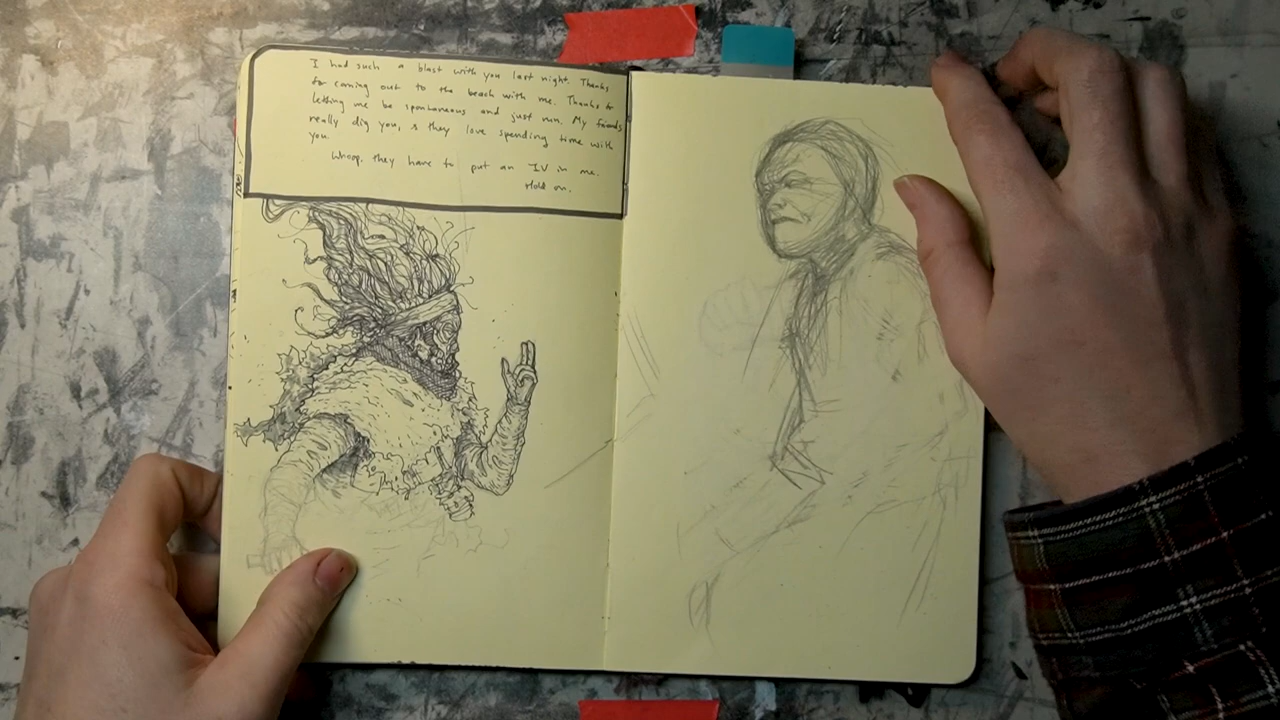 I had such a blast with you last night. Thanks
for coming out to the beach with me. Thanks for
letting me be spontaneous and just run. My friends
really dig you, & they love spending time with
you.
Whoop, they have to put an IV in me.
Hold on.